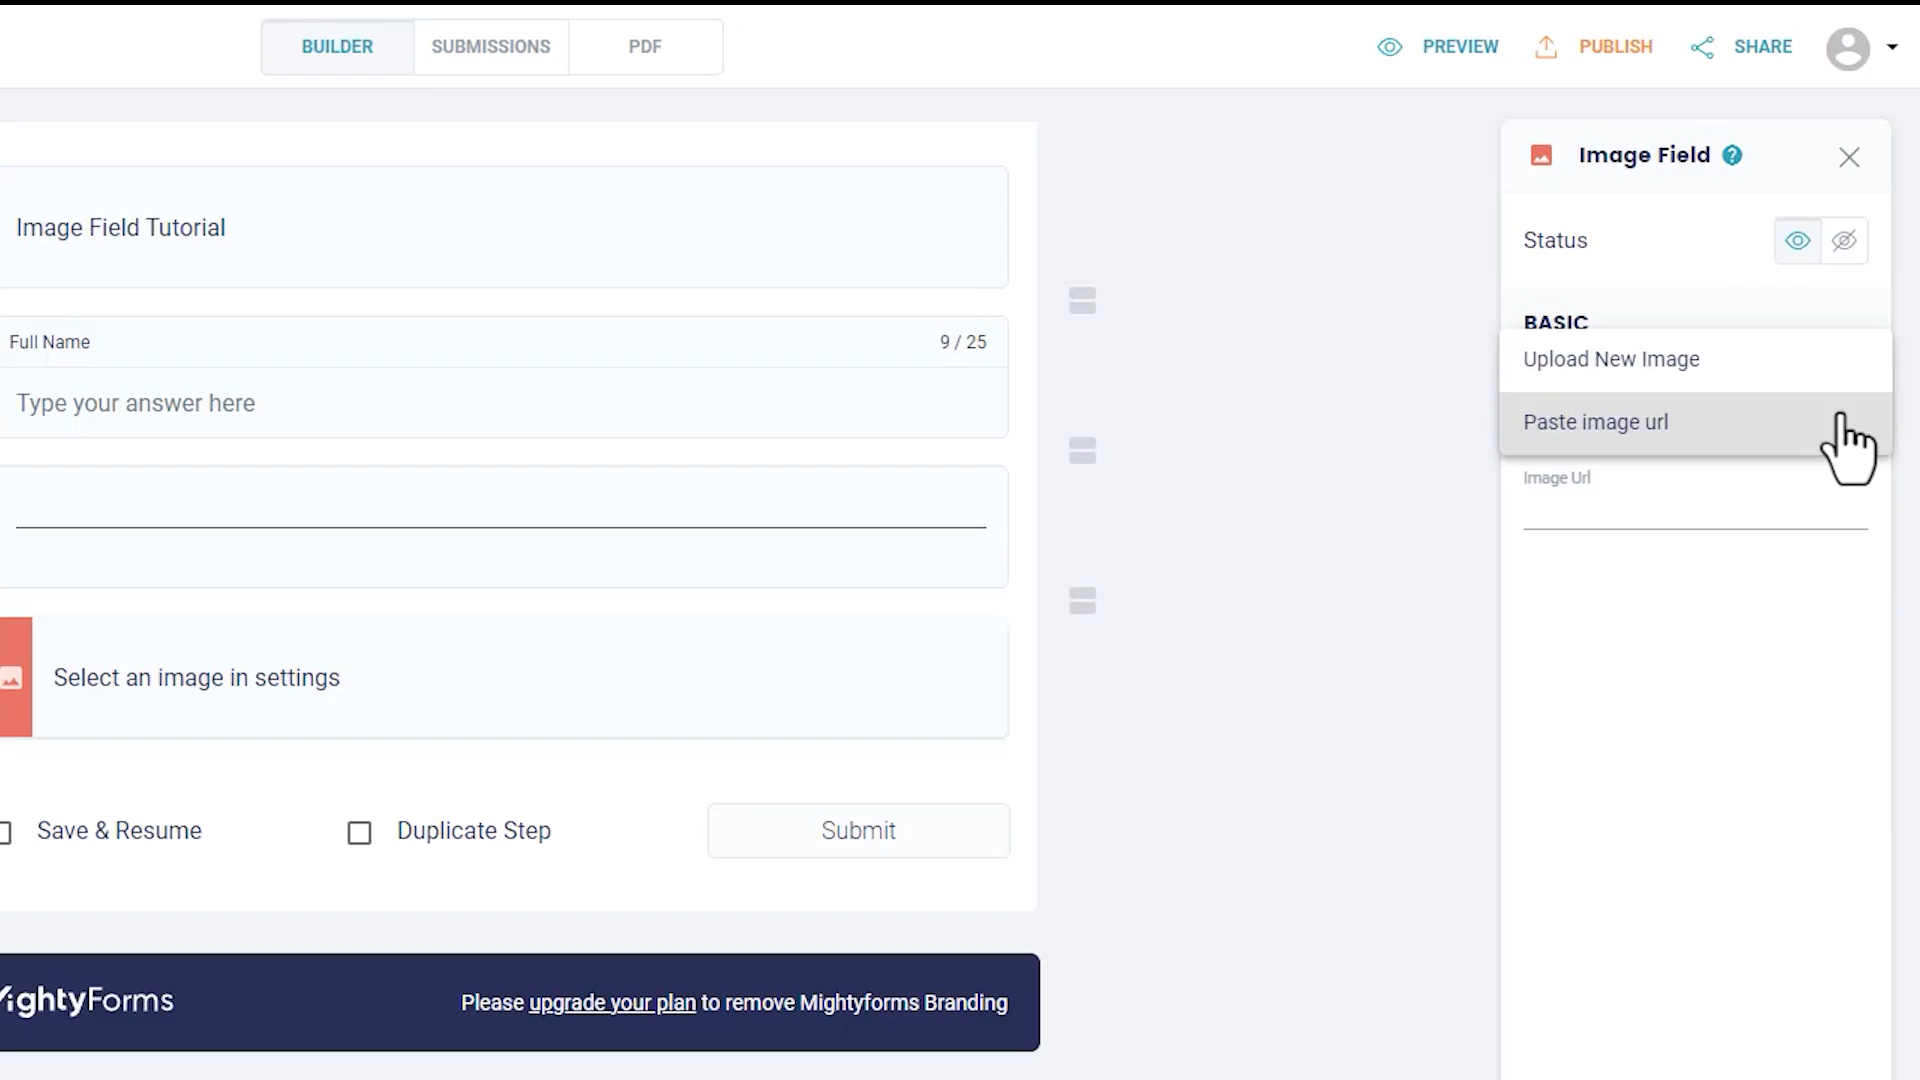 BUILDER
SUBMISSIONS
PDF
PREVIEW
PUBLISH
SHARE
Image Field Tutorial
Full Name
9 / 25
Type your answer here
Select an image in settings
Save & Resume
Duplicate Step
Submit
ightyForms
Please upgrade your plan to remove Mightyforms Branding
Image Field ?
Status
BASIC
Upload New Image
Paste image url
Image Url